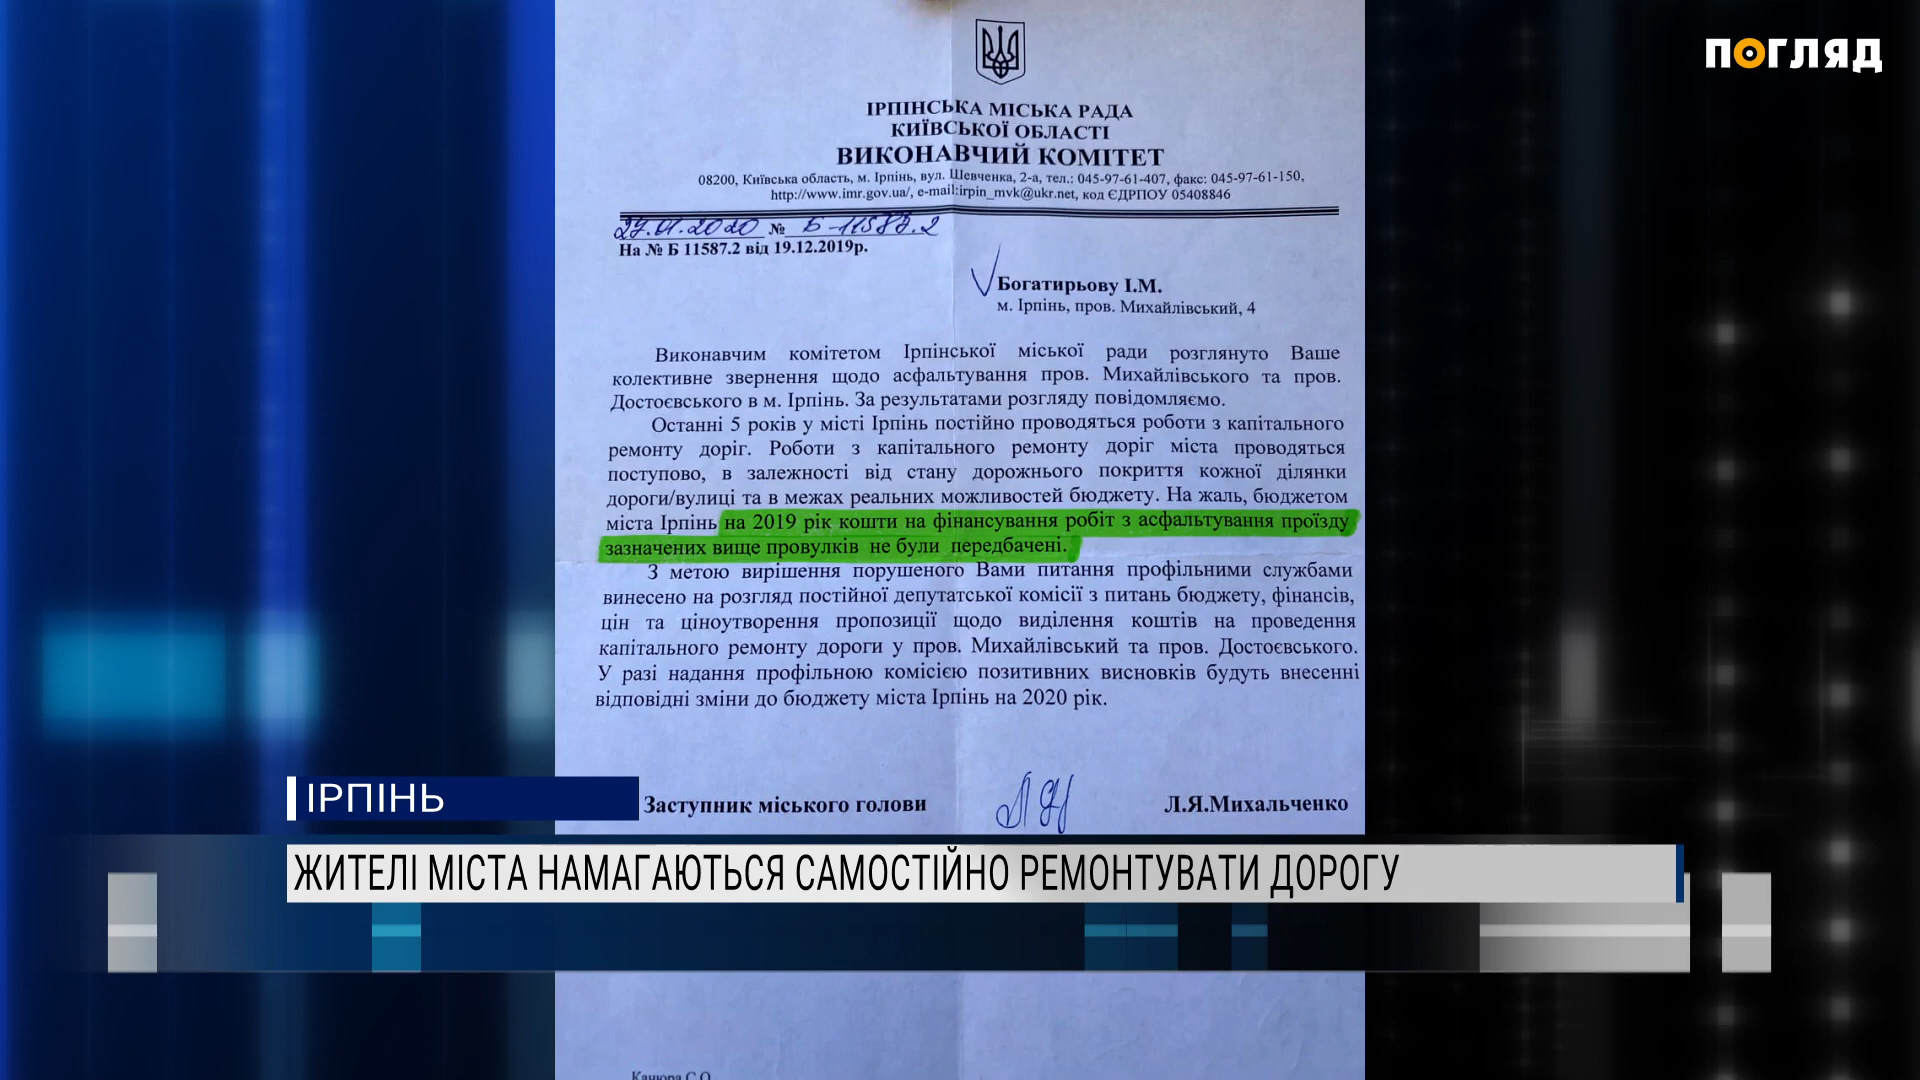 ПОГЛЯД
ІРПІНСЬКА МІСЬКА РАДА
КИЇВСЬКОЇ ОБЛАСТІ
ВИКОНАВЧИЙ КОМІТЕТ
08200, Київська область, м. Ірпінь, вул. Шевченка, 2-а, тел.: 045-97-61-407, факс: 045-97-61-150,
http://www.imr.gov.ua/, e-mail:irpin_mvk@ukr.net, код ЄДРПОУ 05408846
27.01.2020 № Б-11587.2
На № Б 11587.2 від 19.12.2019р.
Богатирьову І.М.
м. Ірпінь, пров. Михайлівський, 4
Виконавчим комітетом Ірпінської міської ради розглянуто Ваше
колективне звернення щодо асфальтування пров. Михайлівського та пров.
Достоєвського в м. Ірпінь. За результатами розгляду повідомляємо.
Останні 5 років у місті Ірпінь постійно проводяться роботи з капітального
ремонту доріг. Роботи з капітального ремонту доріг міста проводяться
поступово, в залежності від стану дорожнього покриття кожної ділянки
дороги/вулиці та в межах реальних можливостей бюджету. На жаль, бюджетом
міста Ірпінь на 2019 рік кошти на фінансування робіт з асфальтування проїзду
зазначених вище провулків не були передбачені.
З метою вирішення порушеного Вами питання профільними службами
винесено на розгляд постійної депутатської комісії з питань бюджету, фінансів,
цін та ціноутворення пропозиції щодо виділення коштів на проведення
капітального ремонту дороги у пров. Михайлівський та пров. Достоєвського.
У разі надання профільною комісією позитивних висновків будуть внесенні
відповідні зміни до бюджету міста Ірпінь на 2020 рік.
Заступник міського голови Л.Я.Михальченко
ІРПІНЬ
ЖИТЕЛІ МІСТА НАМАГАЮТЬСЯ САМОСТІЙНО РЕМОНТУВАТИ ДОРОГУ